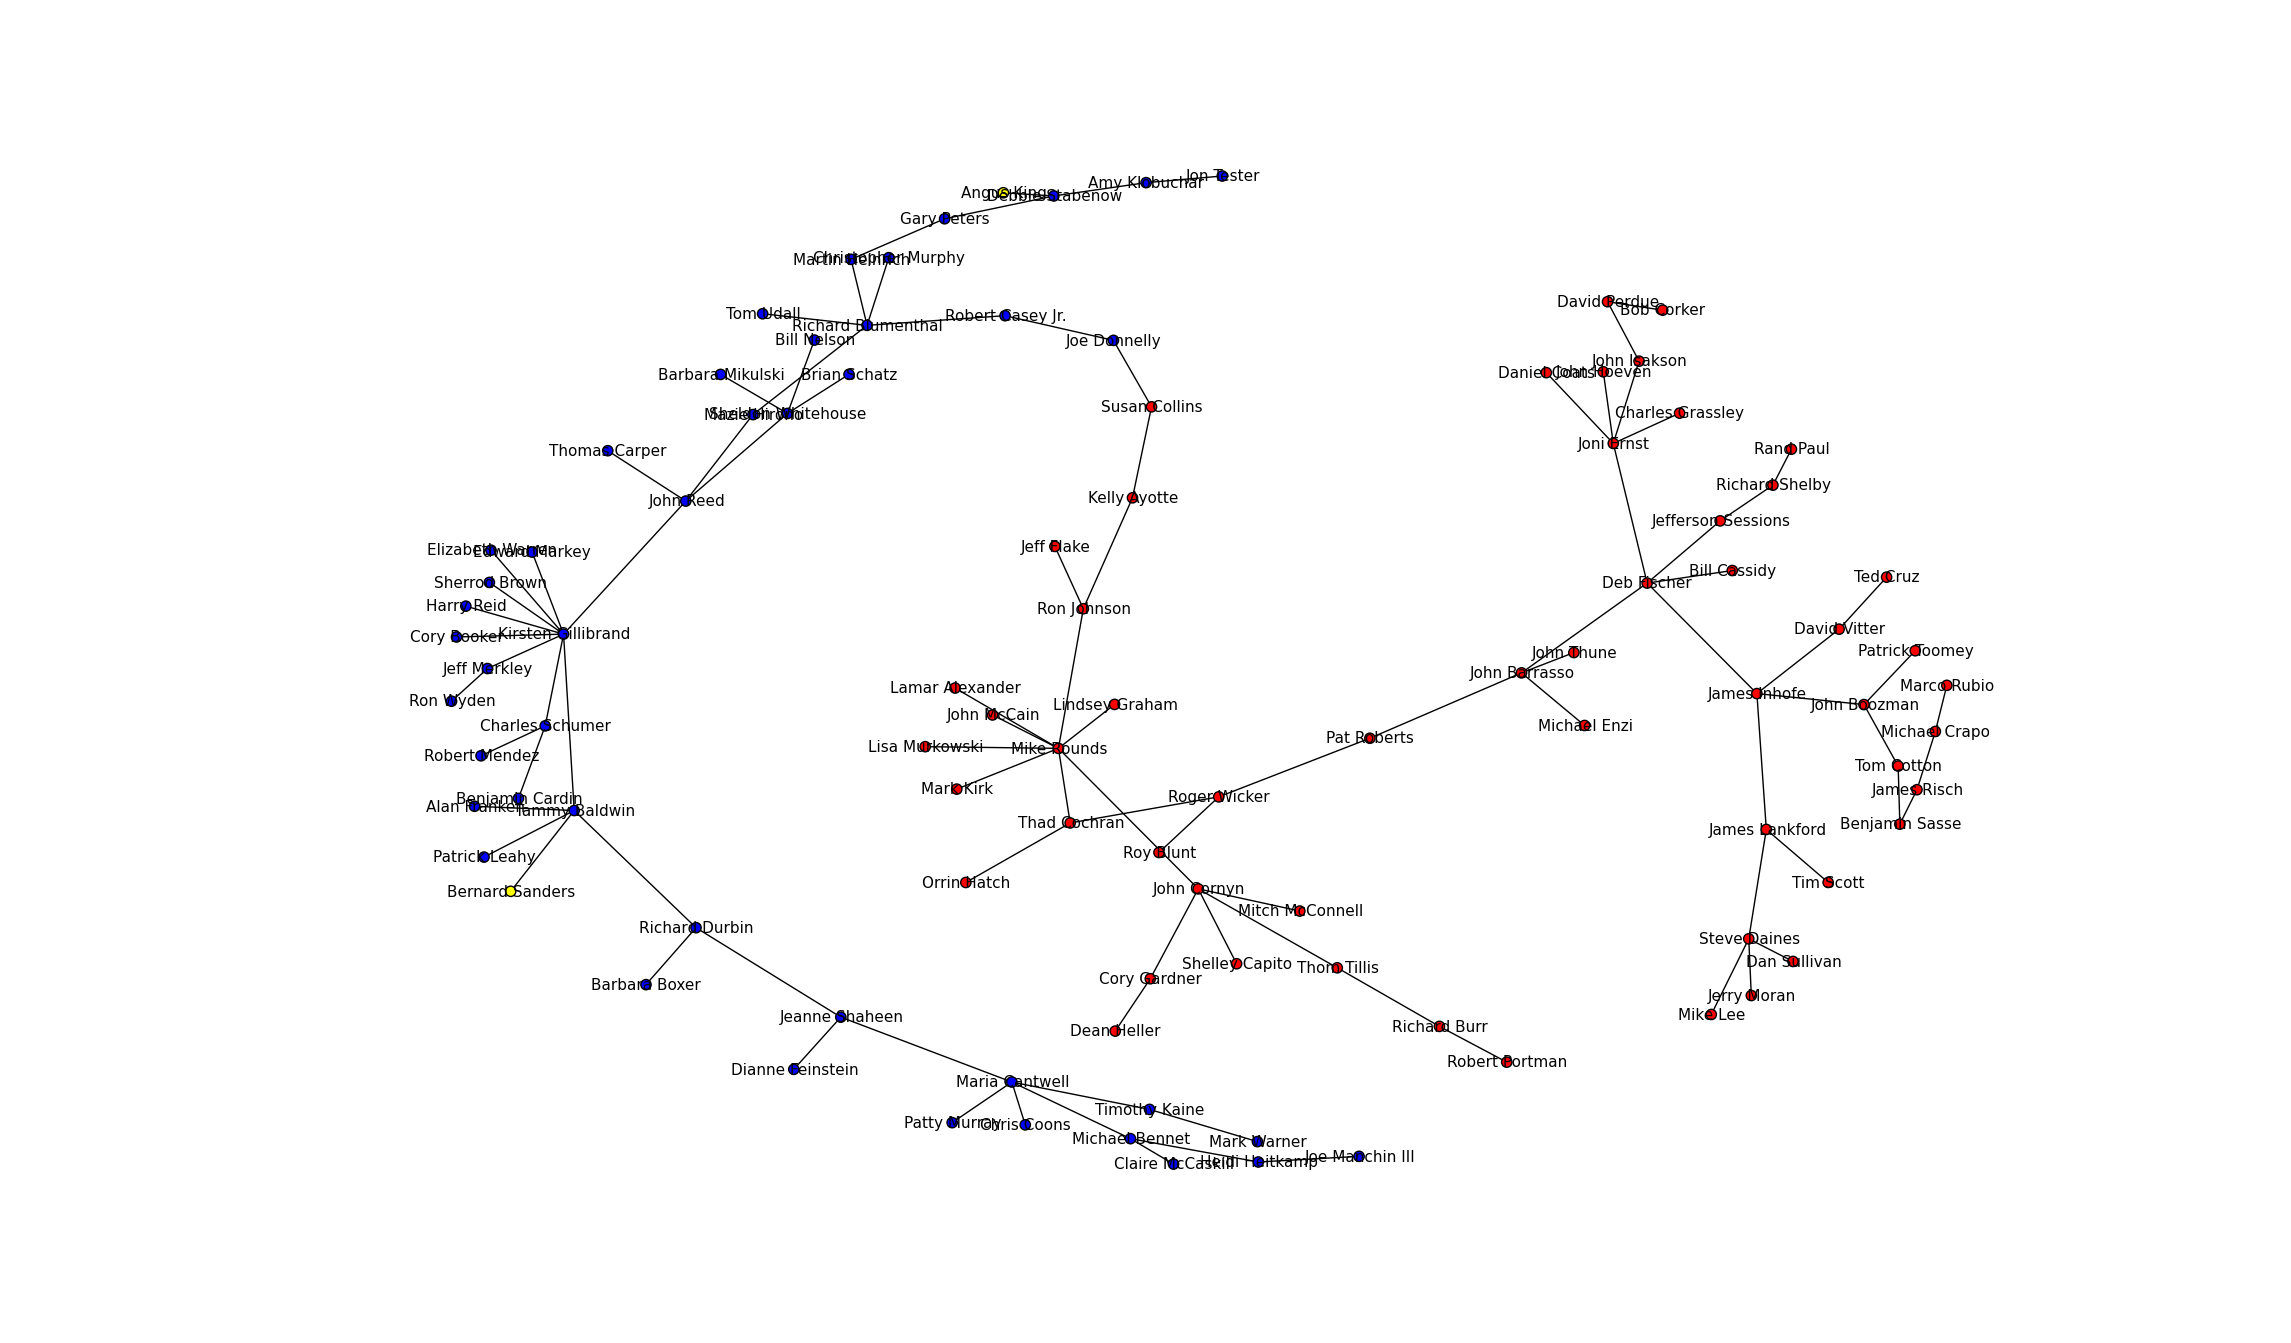 Jon Tester
Amy Klobuchar
Angus King
Debbie Stabenow
Gary Peters
Christopher Murphy
Martin Heinrich
David Perdue
Bob Corker
Tom Udall
Robert Casey Jr.
Richard Blumenthal
Bill Nelson
Joe Donnelly
John Isakson
Daniel Coats
John Hoeven
Barbara Mikulski
Brian Schatz
Susan Collins
Charles Grassley
Mazie Hirono
Sheldon Whitehouse
Joni Ernst
Rand Paul
Thomas Carper
Richard Shelby
Kelly Ayotte
John Reed
Jefferson Sessions
Jeff Flake
Elizabeth Warren
Edward Markey
Bill Cassidy
Ted Cruz
Sherrod Brown
Deb Fischer
Harry Reid
Ron Johnson
David Vitter
Cory Booker
Kirsten Gillibrand
Patrick Toomey
John Thune
Jeff Merkley
John Barrasso
Marco Rubio
Lamar Alexander
James Inhofe
Ron Wyden
Lindsey Graham
John Boozman
John McCain
Charles Schumer
Michael Enzi
Michael Crapo
Pat Roberts
Lisa Murkowski
Mike Rounds
Robert Mendez
Tom Cotton
Mark Kirk
James Risch
Roger Wicker
Benjamin Cardin
Alan Franken
Tammy Baldwin
Thad Cochran
Benjamin Sasse
James Lankford
Roy Blunt
Patrick Leahy
Orrin Hatch
Tim Scott
Bernard Sanders
John Cornyn
Mitch McConnell
Richard Durbin
Steve Daines
Dan Sullivan
Shelley Capito
Thom Tillis
Cory Gardner
Barbara Boxer
Jerry Moran
Mike Lee
Jeanne Shaheen
Richard Burr
Dean Heller
Robert Portman
Dianne Feinstein
Maria Cantwell
Timothy Kaine
Patty Murray
Chris Coons
Michael Bennet
Mark Warner
Joe Manchin III
Heidi Heitkamp
Claire McCaskill